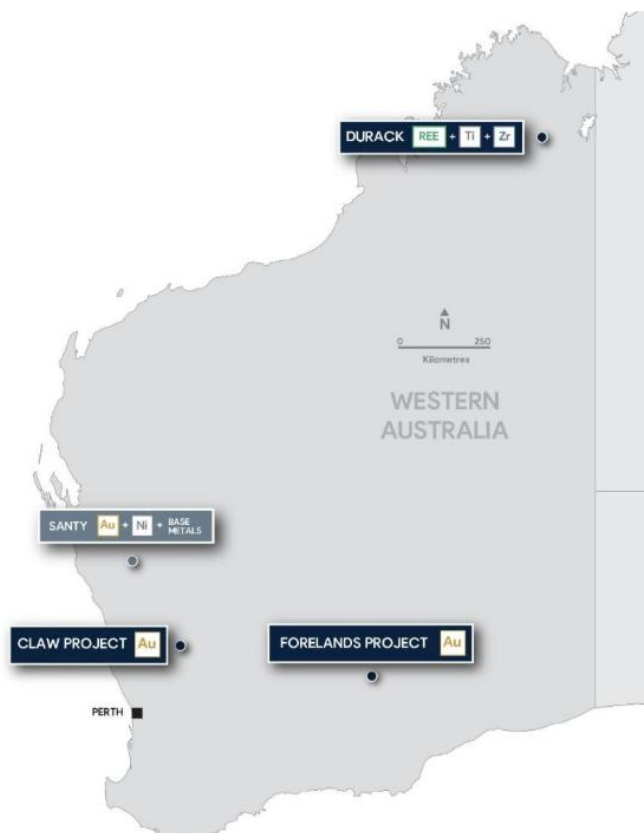 DURACK REE + Ti + Zr
N
0 250
Kilometres
WESTERN
AUSTRALIA
SANTY Au + Ni + BASE METALS
CLAW PROJECT Au
FORELANDS PROJECT Au
PERTH